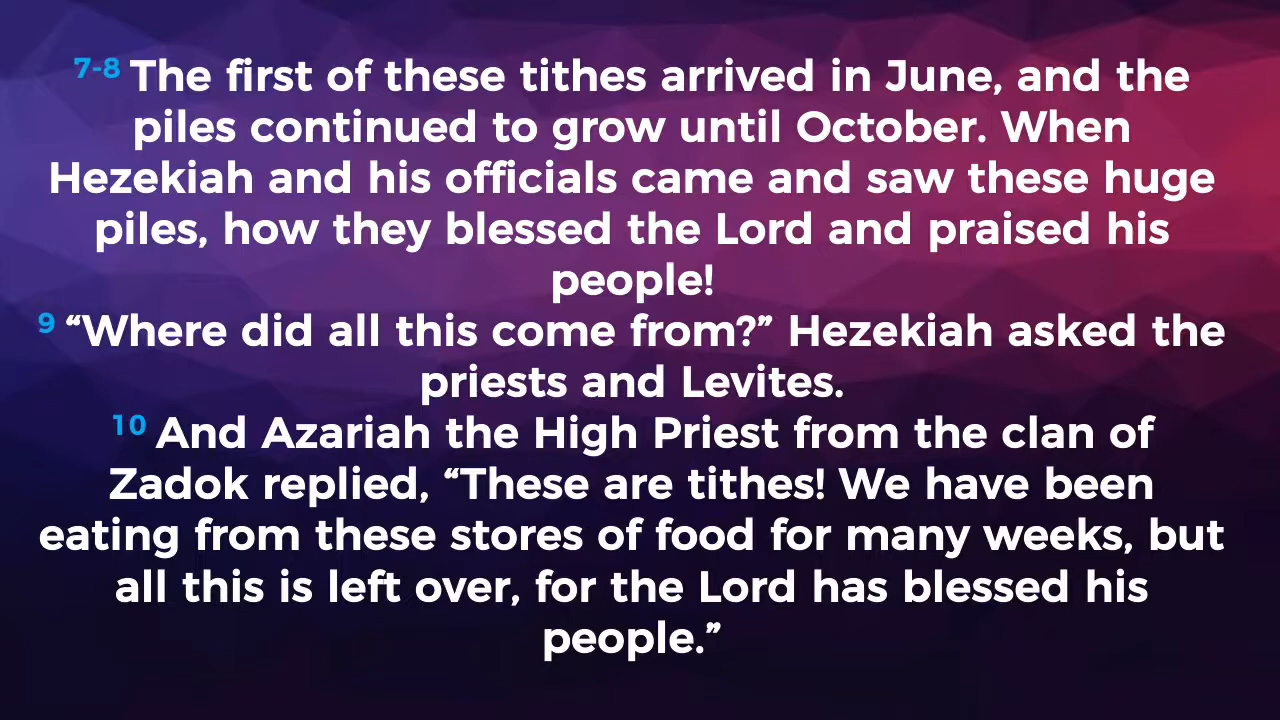 7-8 The first of these tithes arrived in June, and the
piles continued to grow until October. When
Hezekiah and his officials came and saw these huge
piles, how they blessed the Lord and praised his
people!
9 “Where did all this come from?” Hezekiah asked the
priests and Levites.
10 And Azariah the High Priest from the clan of
Zadok replied, “These are tithes! We have been
eating from these stores of food for many weeks, but
all this is left over, for the Lord has blessed his
people.”